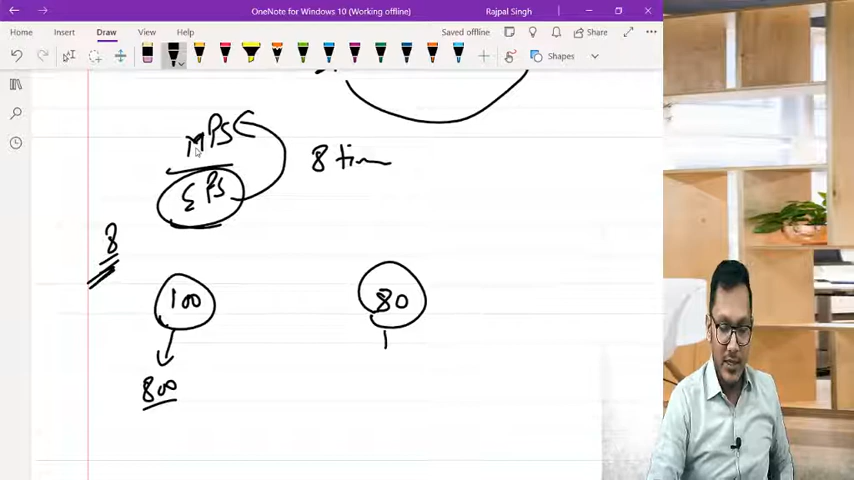 OneNote for Windows 10 (Working offline)
Rajpal Singh
Home Insert Draw View Help
Saved offline Share
Shapes
MPS
EPS
8 time
8
100
80
800